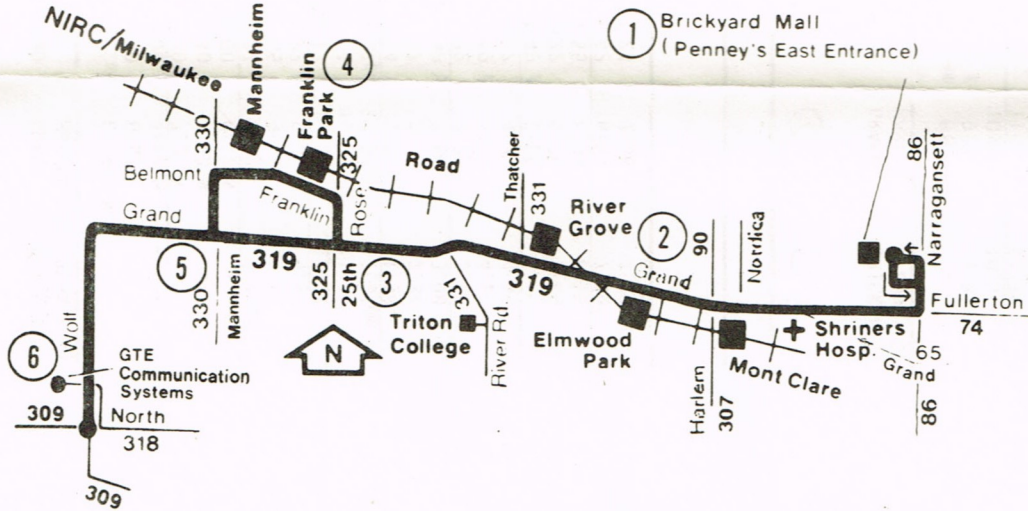 NIRC/Milwaukee
Mannheim
4
Franklin
Park
1
Brickyard Mall
(Penney's East Entrance)
330
325
Road
Thatcher
331
River
Grove
2
90
Nordica
86
Narragansett
Belmont
Franklin
Rose
Grand
5
319
325
25th
3
319
Grand
330
Mannheim
331
Triton
College
River Rd
N
Elmwood
Park
Harlem
307
Mont Clare
Shriners
Hosp.
Grand
Fullerton
74
65
86
6
Wolf
GTE
Communication
Systems
309
North
318
309